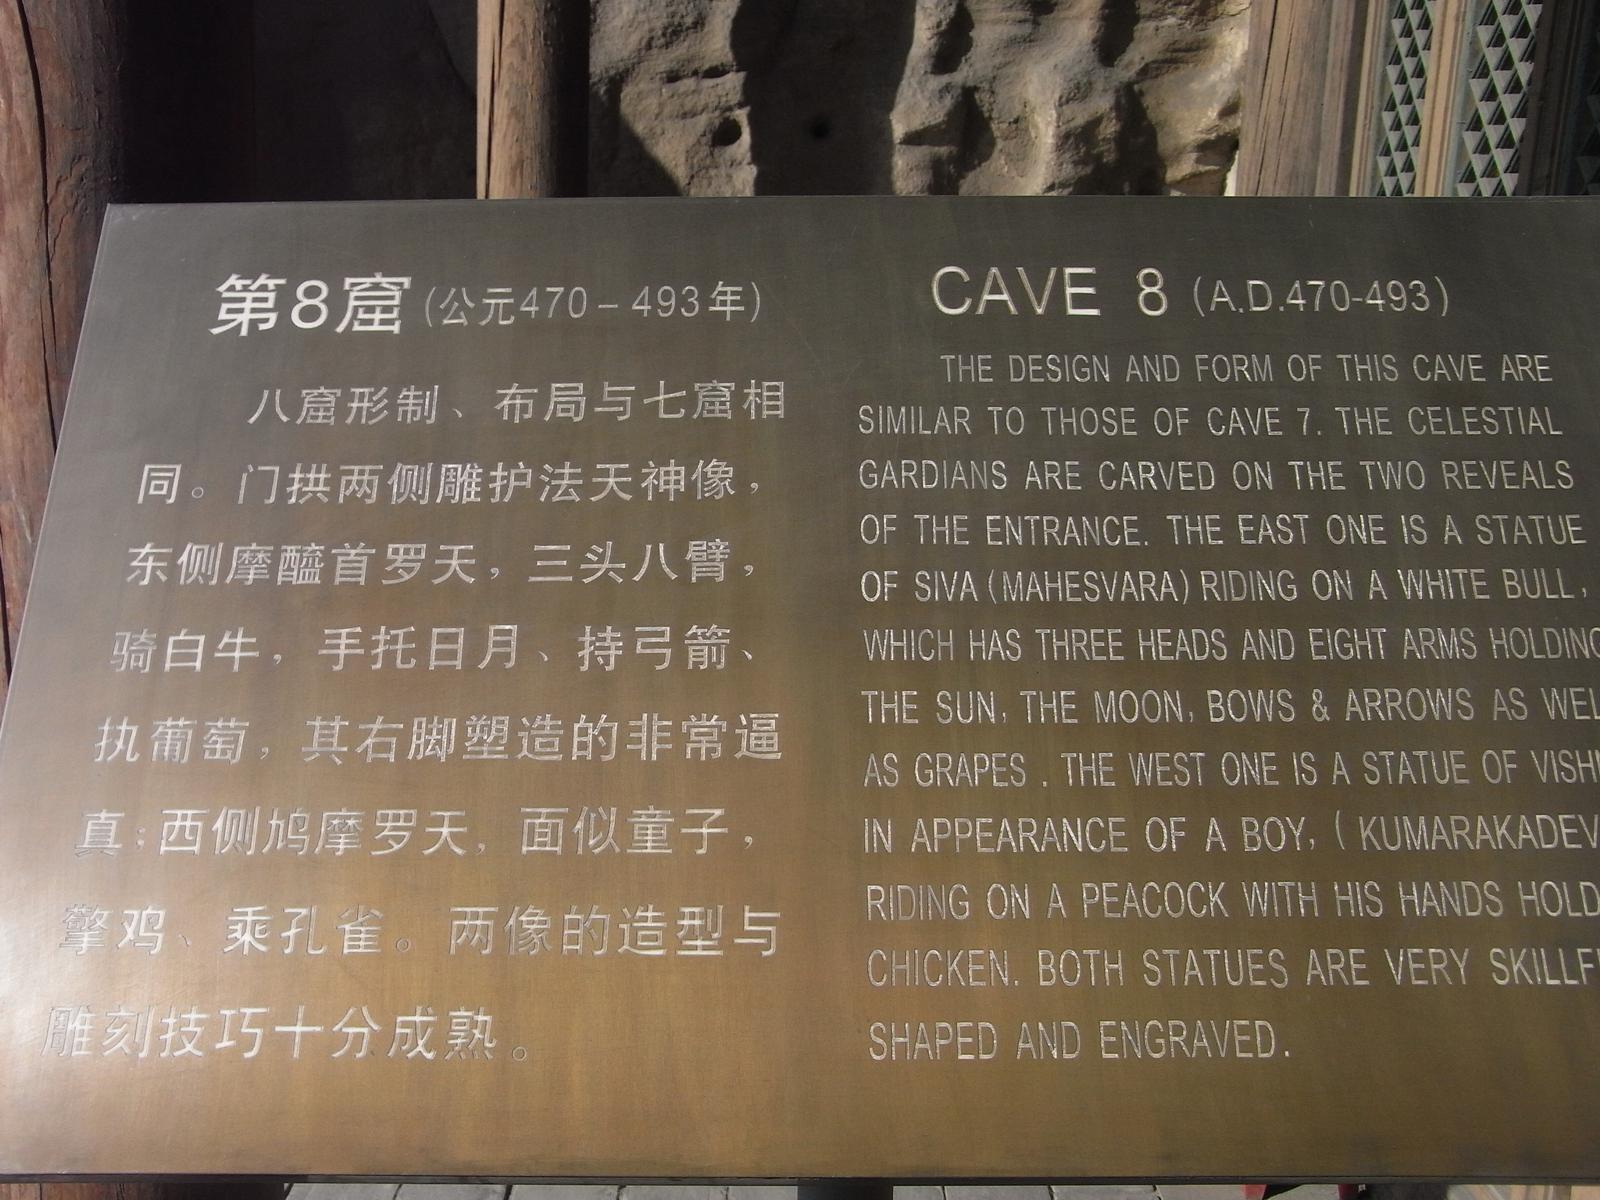 第8窟 (公元470－493年)
八窟形制、布局与七窟相
同。门拱两侧雕护法天神像，
东侧摩醯首罗天，三头八臂，
骑白牛，手托日月、持弓箭、
执葡萄，其右脚塑造的非常逼
真；西侧鸠摩罗天，面似童子，
擎鸡、乘孔雀。两像的造型与
雕刻技巧十分成熟。
CAVE 8 (A.D.470-493)
THE DESIGN AND FORM OF THIS CAVE ARE
SIMILAR TO THOSE OF CAVE 7. THE CELESTIAL
GARDIANS ARE CARVED ON THE TWO REVEALS
OF THE ENTRANCE. THE EAST ONE IS A STATUE
OF SIVA (MAHESVARA) RIDING ON A WHITE BULL,
WHICH HAS THREE HEADS AND EIGHT ARMS HOLDING
THE SUN, THE MOON, BOWS & ARROWS AS WEL
AS GRAPES . THE WEST ONE IS A STATUE OF VISH
IN APPEARANCE OF A BOY, ( KUMARAKADEV
RIDING ON A PEACOCK WITH HIS HANDS HOLD
CHICKEN. BOTH STATUES ARE VERY SKILLF
SHAPED AND ENGRAVED.